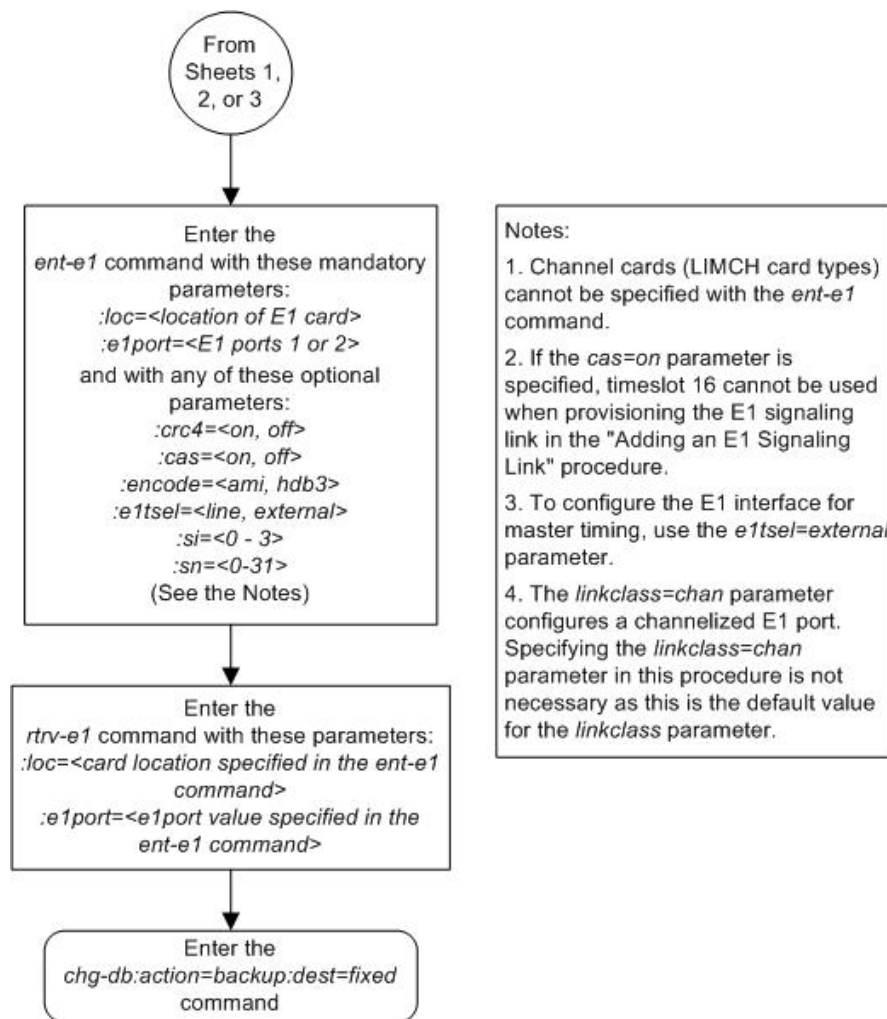 From
Sheets 1,
2, or 3
Enter the
ent-e1 command with these mandatory
parameters:
:loc=<location of E1 card>
:e1port=<E1 ports 1 or 2>
and with any of these optional
parameters:
:crc4=<on, off>
:cas=<on, off>
:encode=<ami, hdb3>
:e1tsel=<line, external>
:si=<0 - 3>
:sn=<0-31>
(See the Notes)
Enter the
rtrv-e1 command with these parameters:
:loc=<card location specified in the ent-e1
command>
:e1port=<e1port value specified in the
ent-e1 command>
Enter the
chg-db:action=backup:dest=fixed
command
Notes:
1. Channel cards (LIMCH card types)
cannot be specified with the ent-e1
command.
2. If the cas=on parameter is
specified, timeslot 16 cannot be used
when provisioning the E1 signaling
link in the "Adding an E1 Signaling
Link" procedure.
3. To configure the E1 interface for
master timing, use the e1tsel=external
parameter.
4. The linkclass=chan parameter
configures a channelized E1 port.
Specifying the linkclass=chan
parameter in this procedure is not
necessary as this is the default value
for the linkclass parameter.